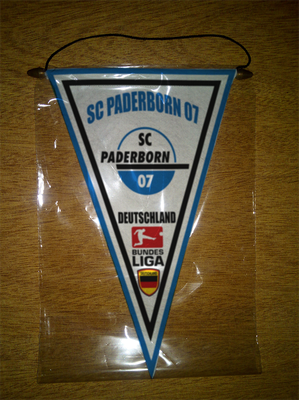 SC PADERBORN 07
SC
PADERBORN
07
DEUTSCHLAND
BUNDES
LIGA